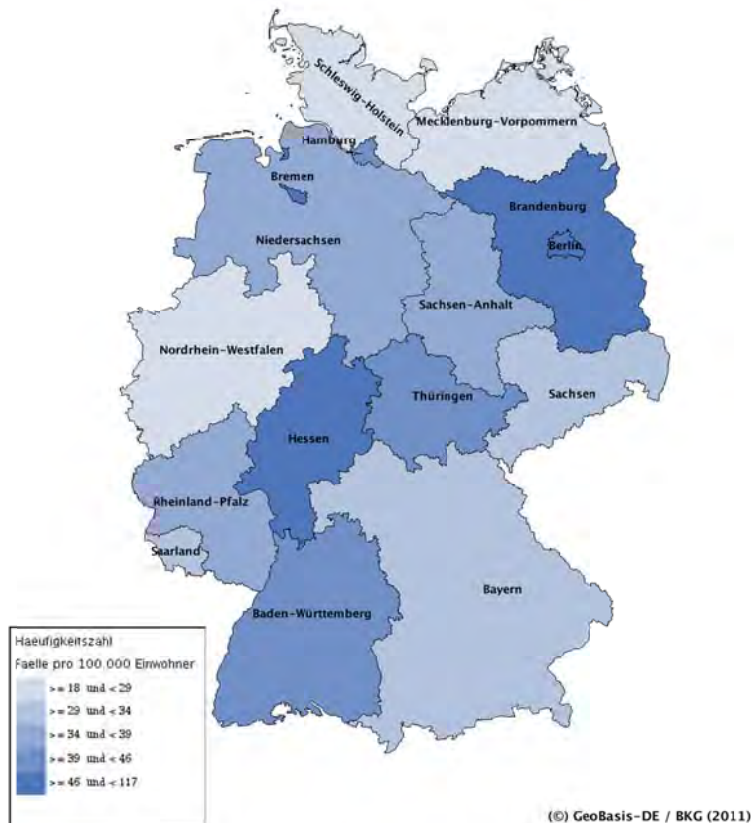 Schleswig-Holstein
Mecklenburg-Vorpommern
Hamburg
Bremen
Brandenburg
Niedersachsen
Berlin
Sachsen-Anhalt
Nordrhein-Westfalen
Sachsen
Thüringen
Hessen
Rheinland-Pfalz
Saarland
Bayern
Baden-Württemberg
Haeufigkeitszahl
Faelle pro 100.000 Einwohner
>= 18 und < 29
>= 29 und < 34
>= 34 und < 39
>= 39 und < 46
>= 46 und < 117
(©) GeoBasis-DE / BKG (2011)